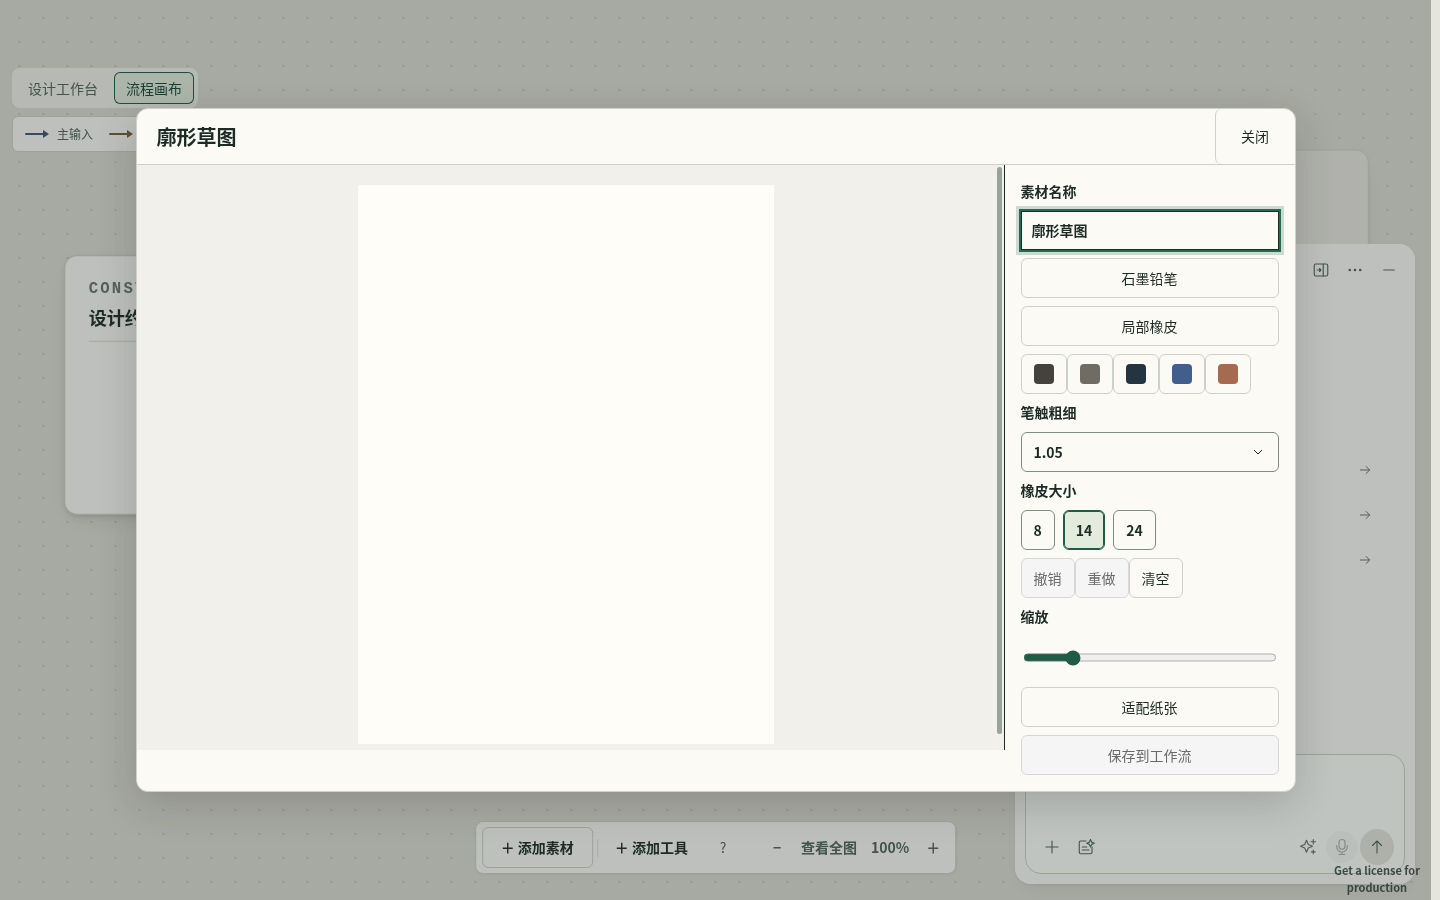 设计工作台 流程画布
主输入
廓形草图 关闭
素材名称
廓形草图
石墨铅笔
局部橡皮
笔触粗细
1.05
橡皮大小
8 14 24
撤销 重做 清空
缩放
适配纸张
保存到工作流
CONS
设计
+ 添加素材 + 添加工具 ? − 查看全图 100% +
Get a license for
production